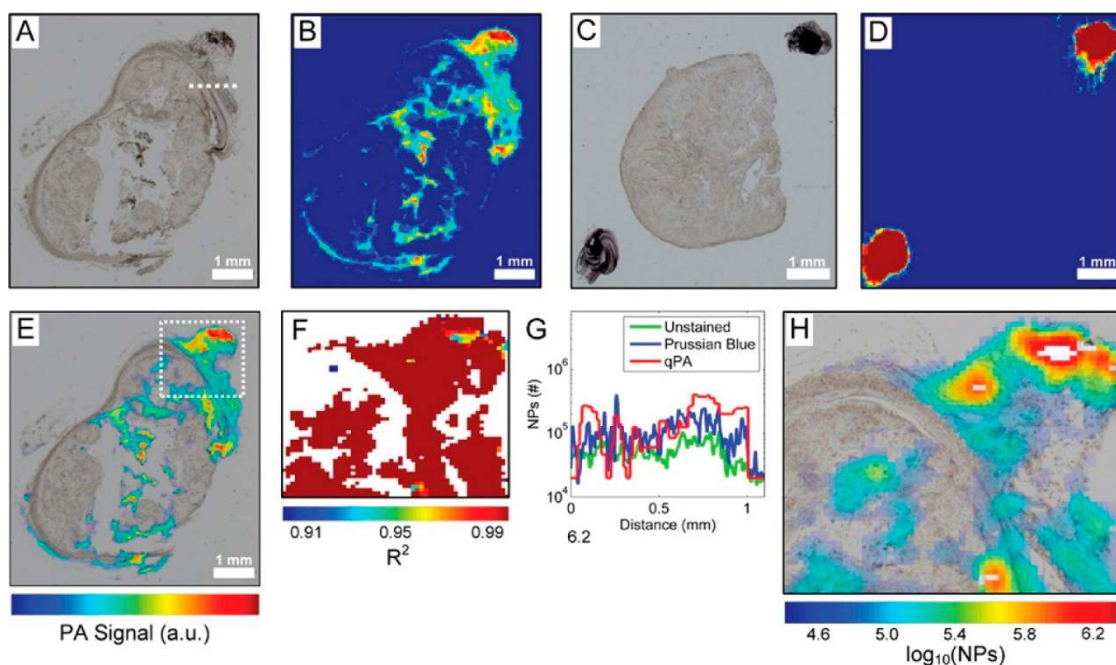 A
B
C
D
1 mm
1 mm
1 mm
1 mm
E
F
G
H
Unstained
Prussian Blue
qPA
NPs (#)
10⁶
10⁵
10⁴
0
0.5
1
Distance (mm)
6.2
1 mm
PA Signal (a.u.)
0.91
0.95
0.99
R²
4.6
5.0
5.4
5.8
6.2
log₁₀(NPs)